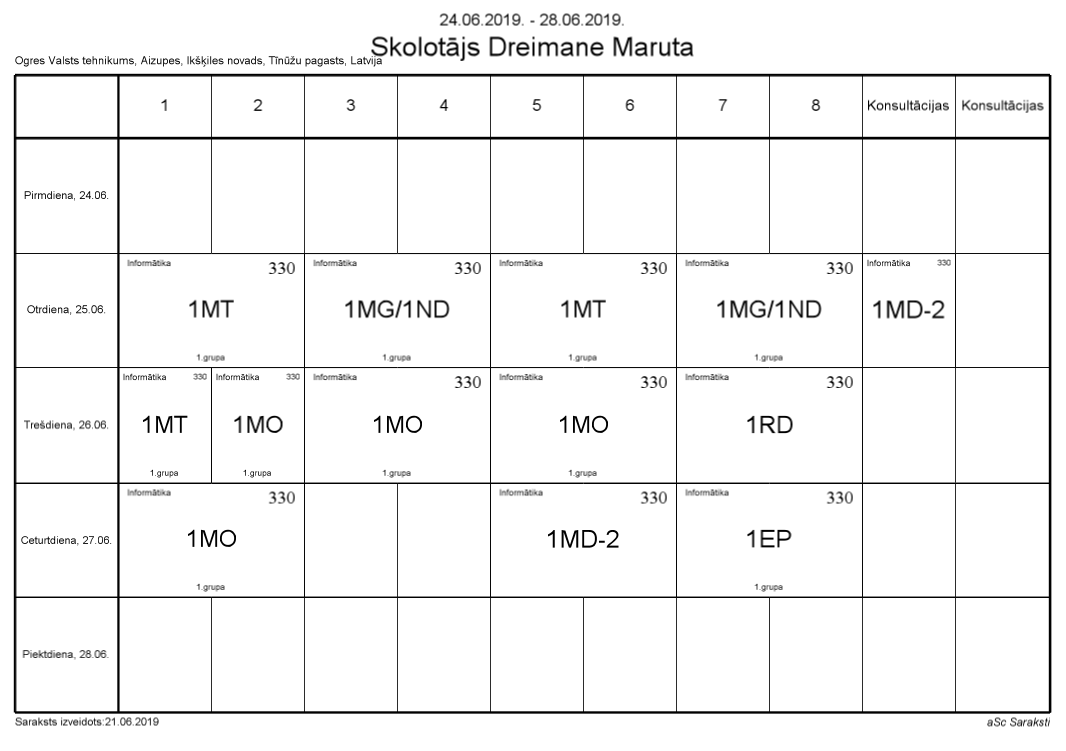 24.06.2019. - 28.06.2019.
Skolotājs Dreimane Maruta
Ogres Valsts tehnikums, Aizupes, Ikšķiles novads, Tīnūžu pagasts, Latvija
1 2 3 4 5 6 7 8 Konsultācijas Konsultācijas
Pirmdiena, 24.06.
Informātika 330 Informātika 330 Informātika 330 Informātika 330 Informātika 330
Otrdiena, 25.06. 1MT 1MG/1ND 1MT 1MG/1ND 1MD-2
1.grupa 1.grupa 1.grupa 1.grupa
Informātika 330 Informātika 330 Informātika 330 Informātika 330 Informātika 330
Trešdiena, 26.06. 1MT 1MO 1MO 1MO 1RD
1.grupa 1.grupa 1.grupa 1.grupa
Informātika 330 Informātika 330 Informātika 330
Ceturtdiena, 27.06. 1MO 1MD-2 1EP
1.grupa 1.grupa
Piektdiena, 28.06.
Saraksts izveidots:21.06.2019 aSc Saraksti